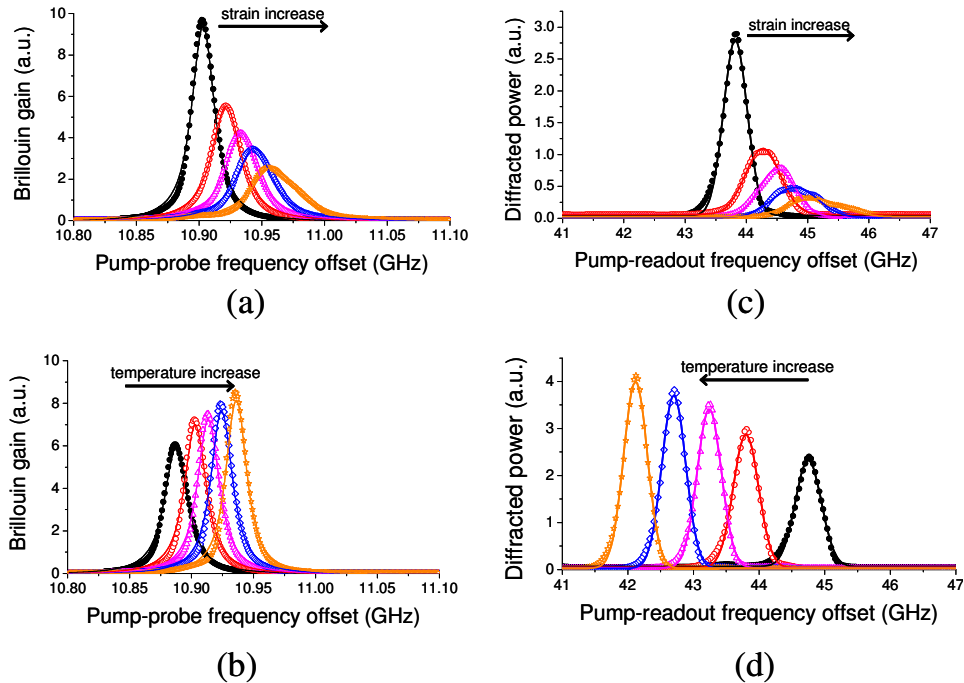 strain increase
Brillouin gain (a.u.)
10
8
6
4
2
0
10.80 10.85 10.90 10.95 11.00 11.05 11.10
Pump-probe frequency offset (GHz)
(a)
strain increase
Diffracted power (a.u.)
3.0
2.5
2.0
1.5
1.0
0.5
0.0
41 42 43 44 45 46 47
Pump-readout frequency offset (GHz)
(c)
temperature increase
Brillouin gain (a.u.)
10
8
6
4
2
0
10.80 10.85 10.90 10.95 11.00 11.05 11.10
Pump-probe frequency offset (GHz)
(b)
temperature increase
Diffracted power (a.u.)
4
3
2
1
0
41 42 43 44 45 46 47
Pump-readout frequency offset (GHz)
(d)